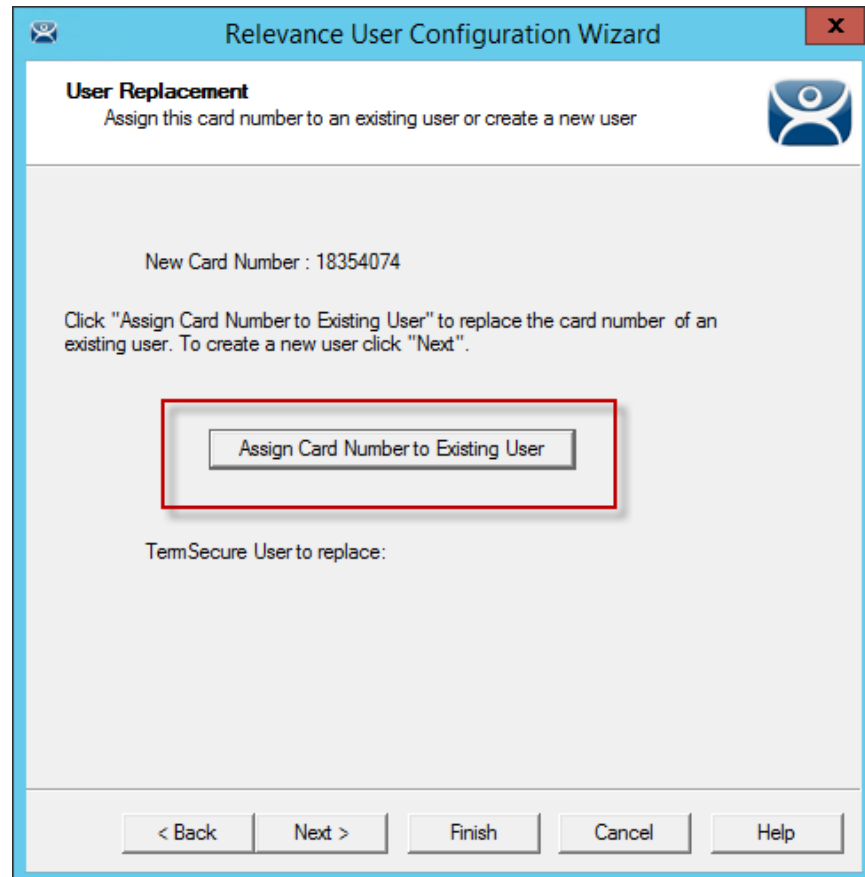 Relevance User Configuration Wizard
x
User Replacement
Assign this card number to an existing user or create a new user
New Card Number : 18354074
Click "Assign Card Number to Existing User" to replace the card number of an
existing user. To create a new user click "Next".
Assign Card Number to Existing User
TermSecure User to replace:
< Back Next > Finish Cancel Help